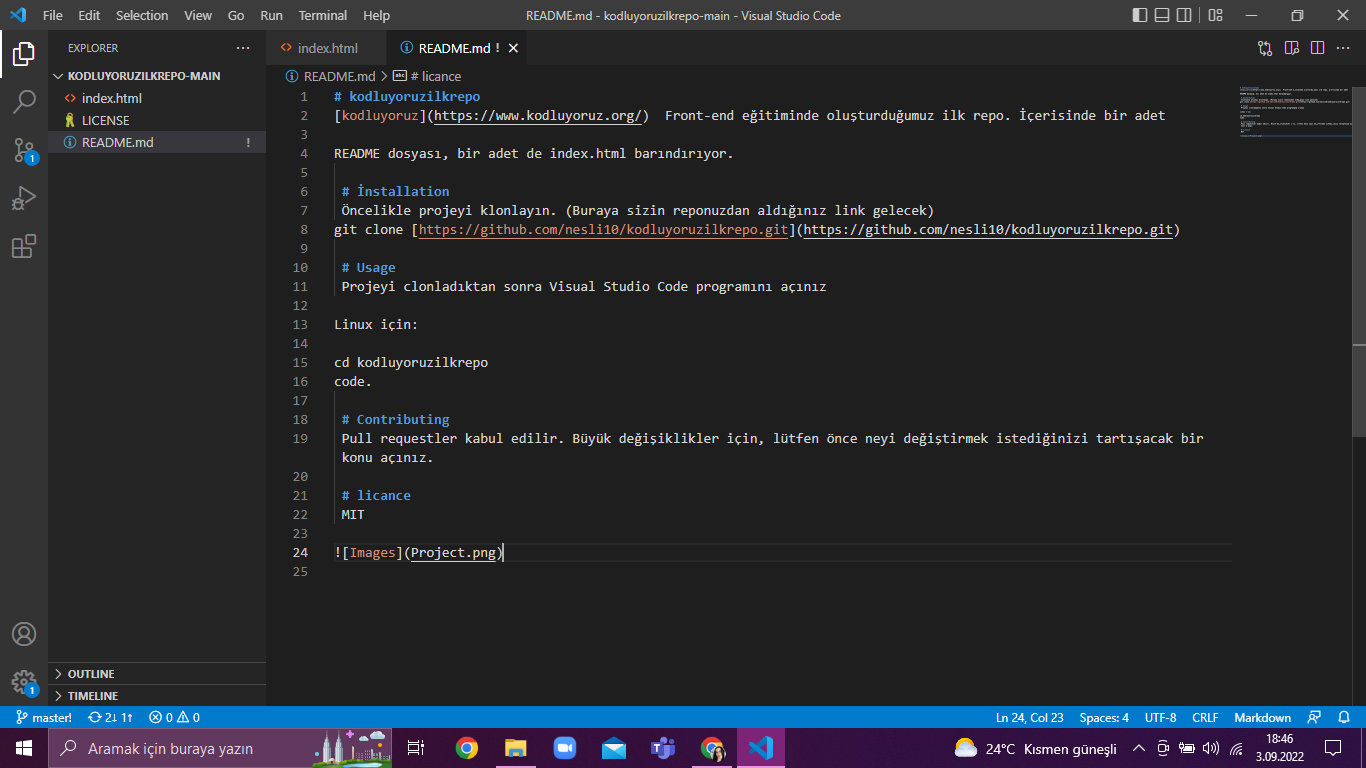 File Edit Selection View Go Run Terminal Help README.md - kodluyoruzilkrepo-main - Visual Studio Code
EXPLORER
KODLUYORUZILKREPO-MAIN
index.html
LICENSE
README.md !
OUTLINE
TIMELINE
index.html README.md !
README.md > # licance
1 # kodluyoruzilkrepo
2 [kodluyoruz](https://www.kodluyoruz.org/)  Front-end eğitiminde oluşturduğumuz ilk repo. İçerisinde bir adet
3
4 README dosyası, bir adet de index.html barındırıyor.
5
6 # İnstallation
7 Öncelikle projeyi klonlayın. (Buraya sizin reponuzdan aldığınız link gelecek)
8 git clone [https://github.com/nesli10/kodluyoruzilkrepo.git](https://github.com/nesli10/kodluyoruzilkrepo.git)
9
10 # Usage
11 Projeyi clonladıktan sonra Visual Studio Code programını açınız
12
13 Linux için:
14
15 cd kodluyoruzilkrepo
16 code.
17
18 # Contributing
19 Pull requestler kabul edilir. Büyük değişiklikler için, lütfen önce neyi değiştirmek istediğinizi tartışacak bir
konu açınız.
20
21 # licance
22 MIT
23
24 ![Images](Project.png)
25
1
1
master! 2↓ 1↑ 0 0 Ln 24, Col 23 Spaces: 4 UTF-8 CRLF Markdown
Aramak için buraya yazın 24°C Kısmen güneşli 18:46
3.09.2022